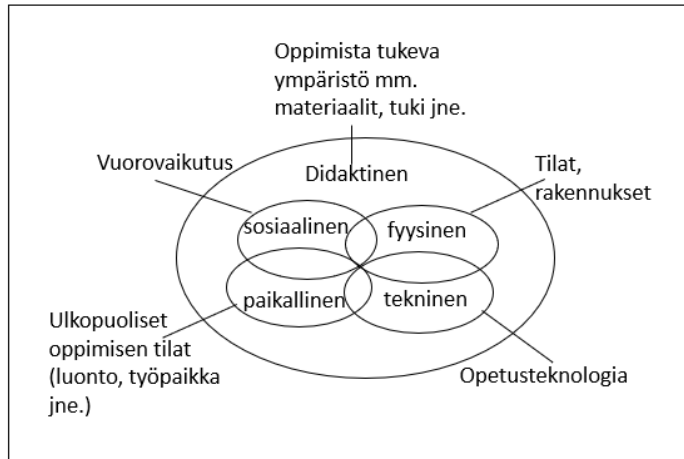 Oppimista tukeva
ympäristö mm.
materiaalit, tuki jne.
Vuorovaikutus
Didaktinen
Tilat,
rakennukset
sosiaalinen
fyysinen
paikallinen
tekninen
Ulkopuoliset
oppimisen tilat
(luonto, työpaikka
jne.)
Opetusteknologia